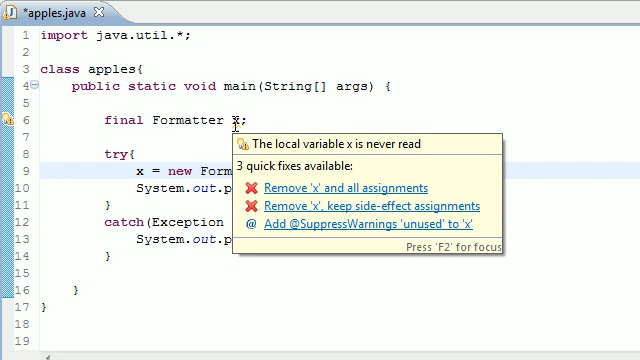 *apples.java
1 import java.util.*;
2
3 class apples{
4 public static void main(String[] args) {
5
6 final Formatter x;
7
8 try{
9 x = new Form
10 System.out.p
11 }
12 catch(Exception
13 System.out.p
14 }
15
16 }
17 }
18
19
The local variable x is never read
3 quick fixes available:
Remove 'x' and all assignments
Remove 'x', keep side-effect assignments
@ Add @SuppressWarnings 'unused' to 'x'
Press 'F2' for focus